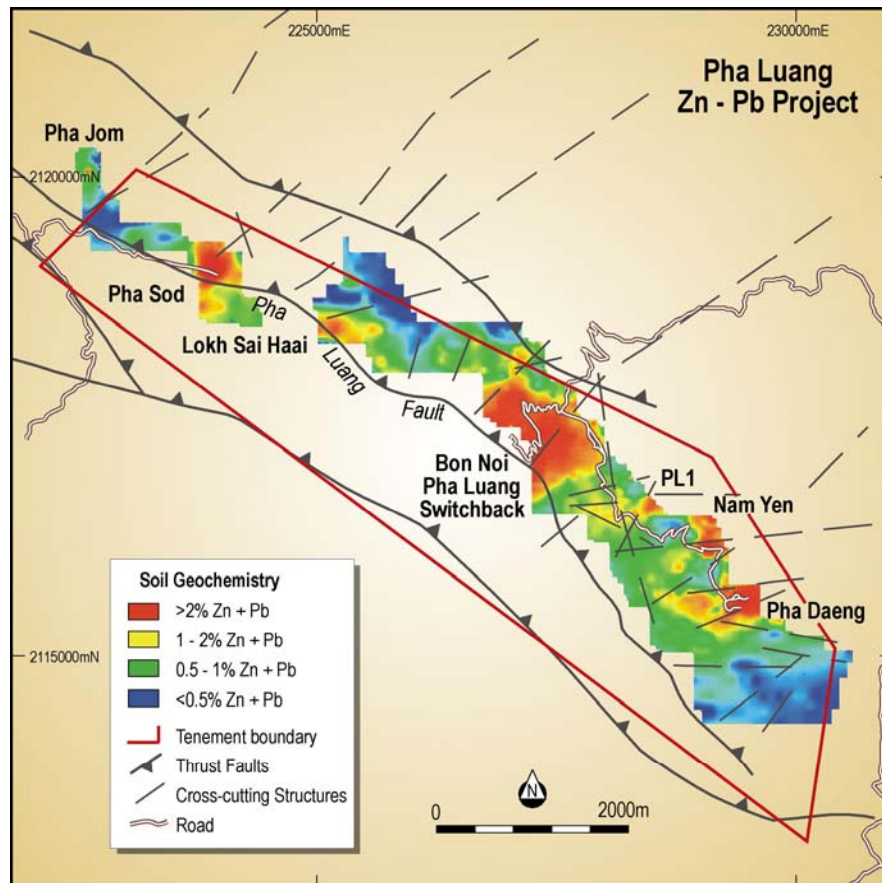 225000mE
230000mE
Pha Luang
Zn - Pb Project
Pha Jom
2120000mN
Pha Sod
Pha
Lokh Sai Haai
Luang
Fault
Bon Noi
Pha Luang
Switchback
PL1
Nam Yen
Pha Daeng
2115000mN
Soil Geochemistry
>2% Zn + Pb
1 - 2% Zn + Pb
0.5 - 1% Zn + Pb
<0.5% Zn + Pb
Tenement boundary
Thrust Faults
Cross-cutting Structures
Road
N
0
2000m